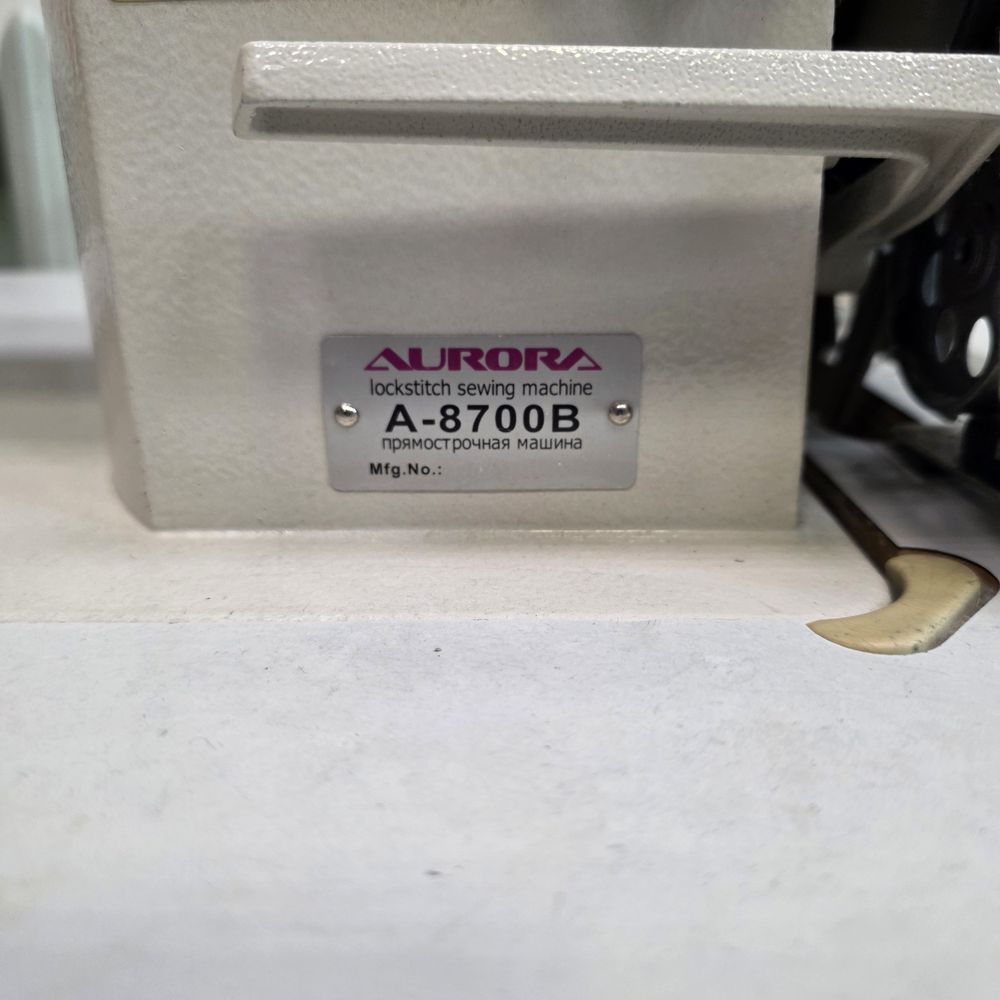 AURORA
lockstitch sewing machine
A-8700B
прямострочная машина
Mfg.No.: